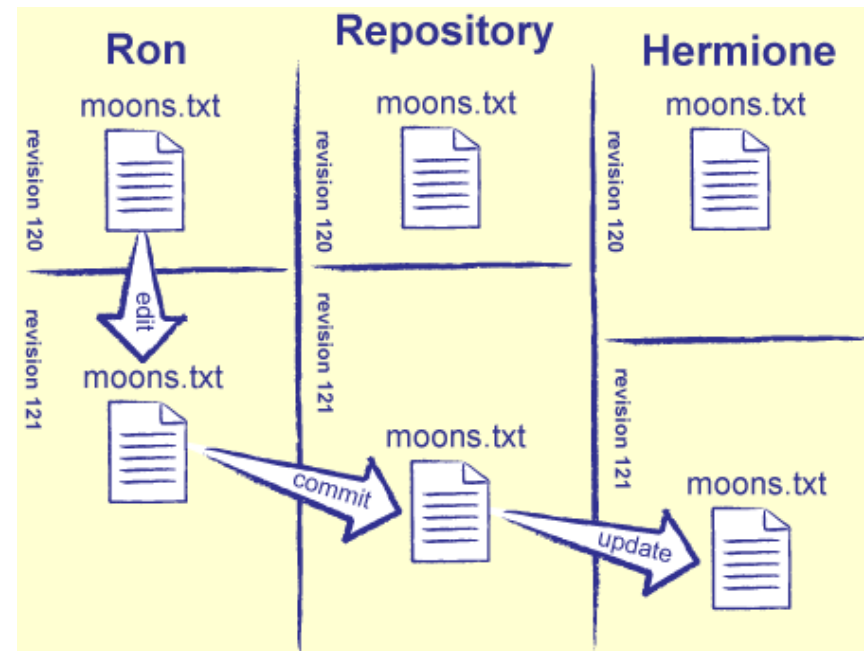 Ron
Repository
Hermione
moons.txt
moons.txt
moons.txt
revision 120
revision 120
revision 120
edit
revision 121
revision 121
revision 121
moons.txt
commit
moons.txt
update
moons.txt